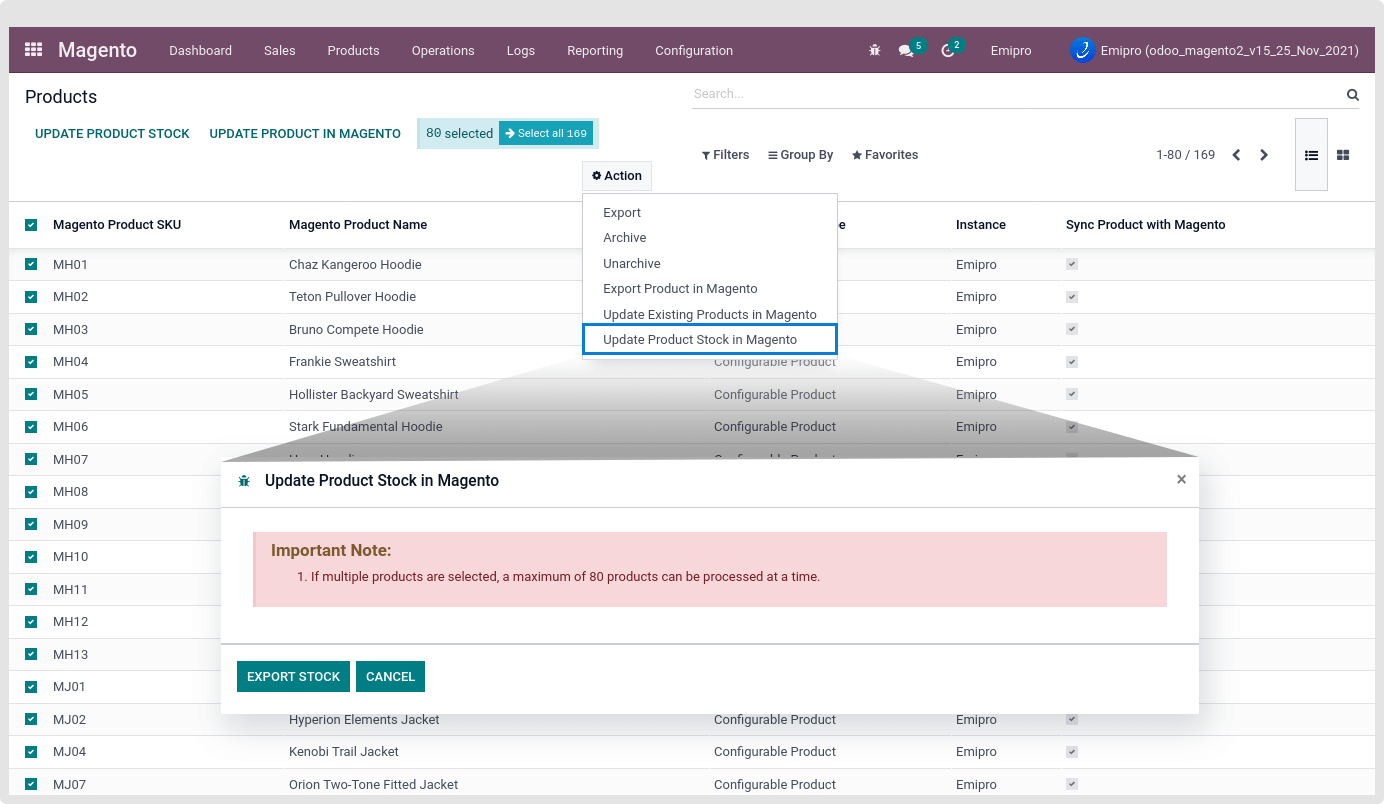 Magento Dashboard Sales Products Operations Logs Reporting Configuration 5 2 Emipro Emipro (odoo_magento2_v15_25_Nov_2021)
Products
Search...
UPDATE PRODUCT STOCK UPDATE PRODUCT IN MAGENTO 80 selected Select all 169
Filters Group By Favorites 1-80 / 169
Action
Export
Archive
Unarchive
Export Product in Magento
Update Existing Products in Magento
Update Product Stock in Magento
Magento Product SKU Magento Product Name Instance Sync Product with Magento
MH01 Chaz Kangeroo Hoodie Emipro
MH02 Teton Pullover Hoodie Emipro
MH03 Bruno Compete Hoodie Emipro
MH04 Frankie Sweatshirt Configurable Product Emipro
MH05 Hollister Backyard Sweatshirt Configurable Product Emipro
MH06 Stark Fundamental Hoodie Configurable Product Emipro
MH07
MH08
MH09
MH10
MH11
MH12
MH13
MJ01
Update Product Stock in Magento ×
Important Note:
1. If multiple products are selected, a maximum of 80 products can be processed at a time.
EXPORT STOCK CANCEL
MJ02 Hyperion Elements Jacket Configurable Product Emipro
MJ04 Kenobi Trail Jacket Configurable Product Emipro
MJ07 Orion Two-Tone Fitted Jacket Configurable Product Emipro